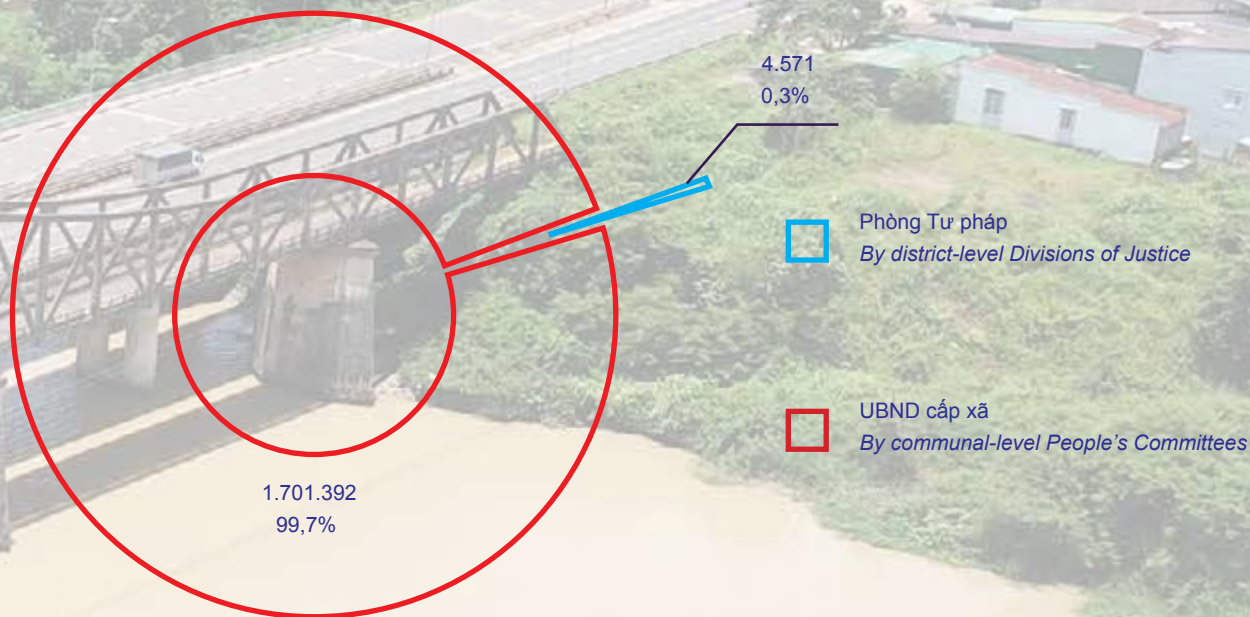 4.571
0,3%
Phòng Tư pháp
By district-level Divisions of Justice
UBND cấp xã
By communal-level People's Committees
1.701.392
99,7%